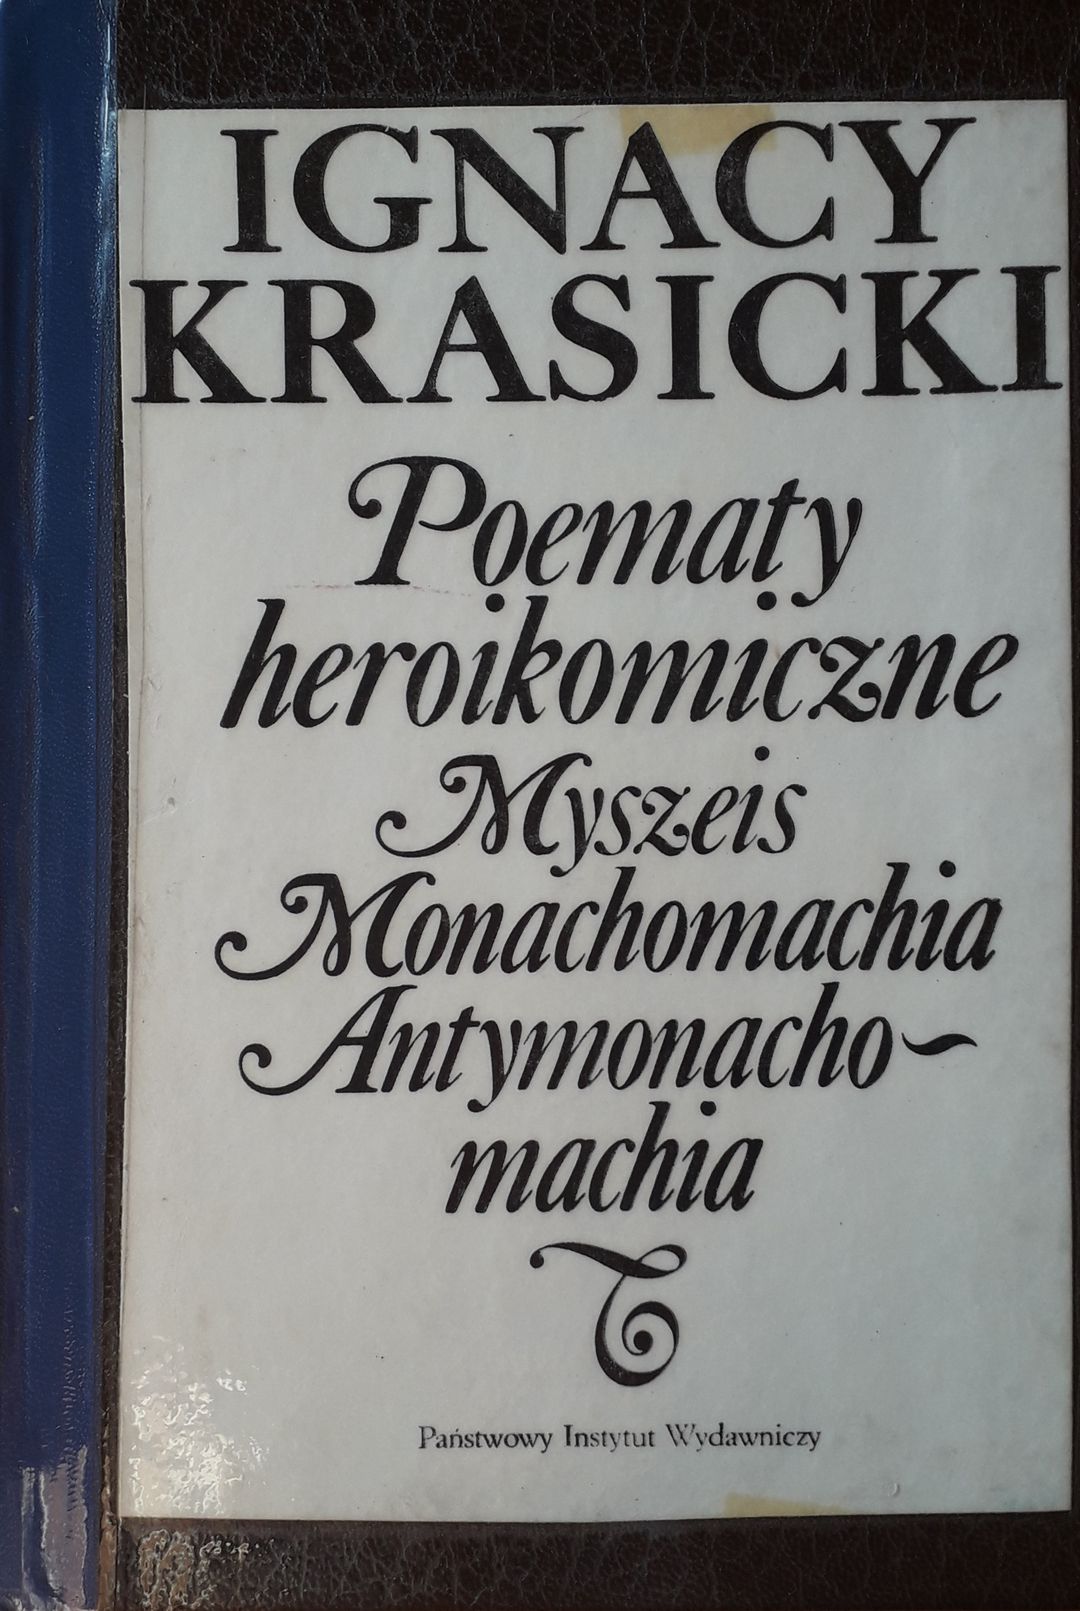 IGNACY
KRASICKI
Poematy
heroikomiczne
Myszeis
Monachomachia
Antymonacho-
machia
Państwowy Instytut Wydawniczy